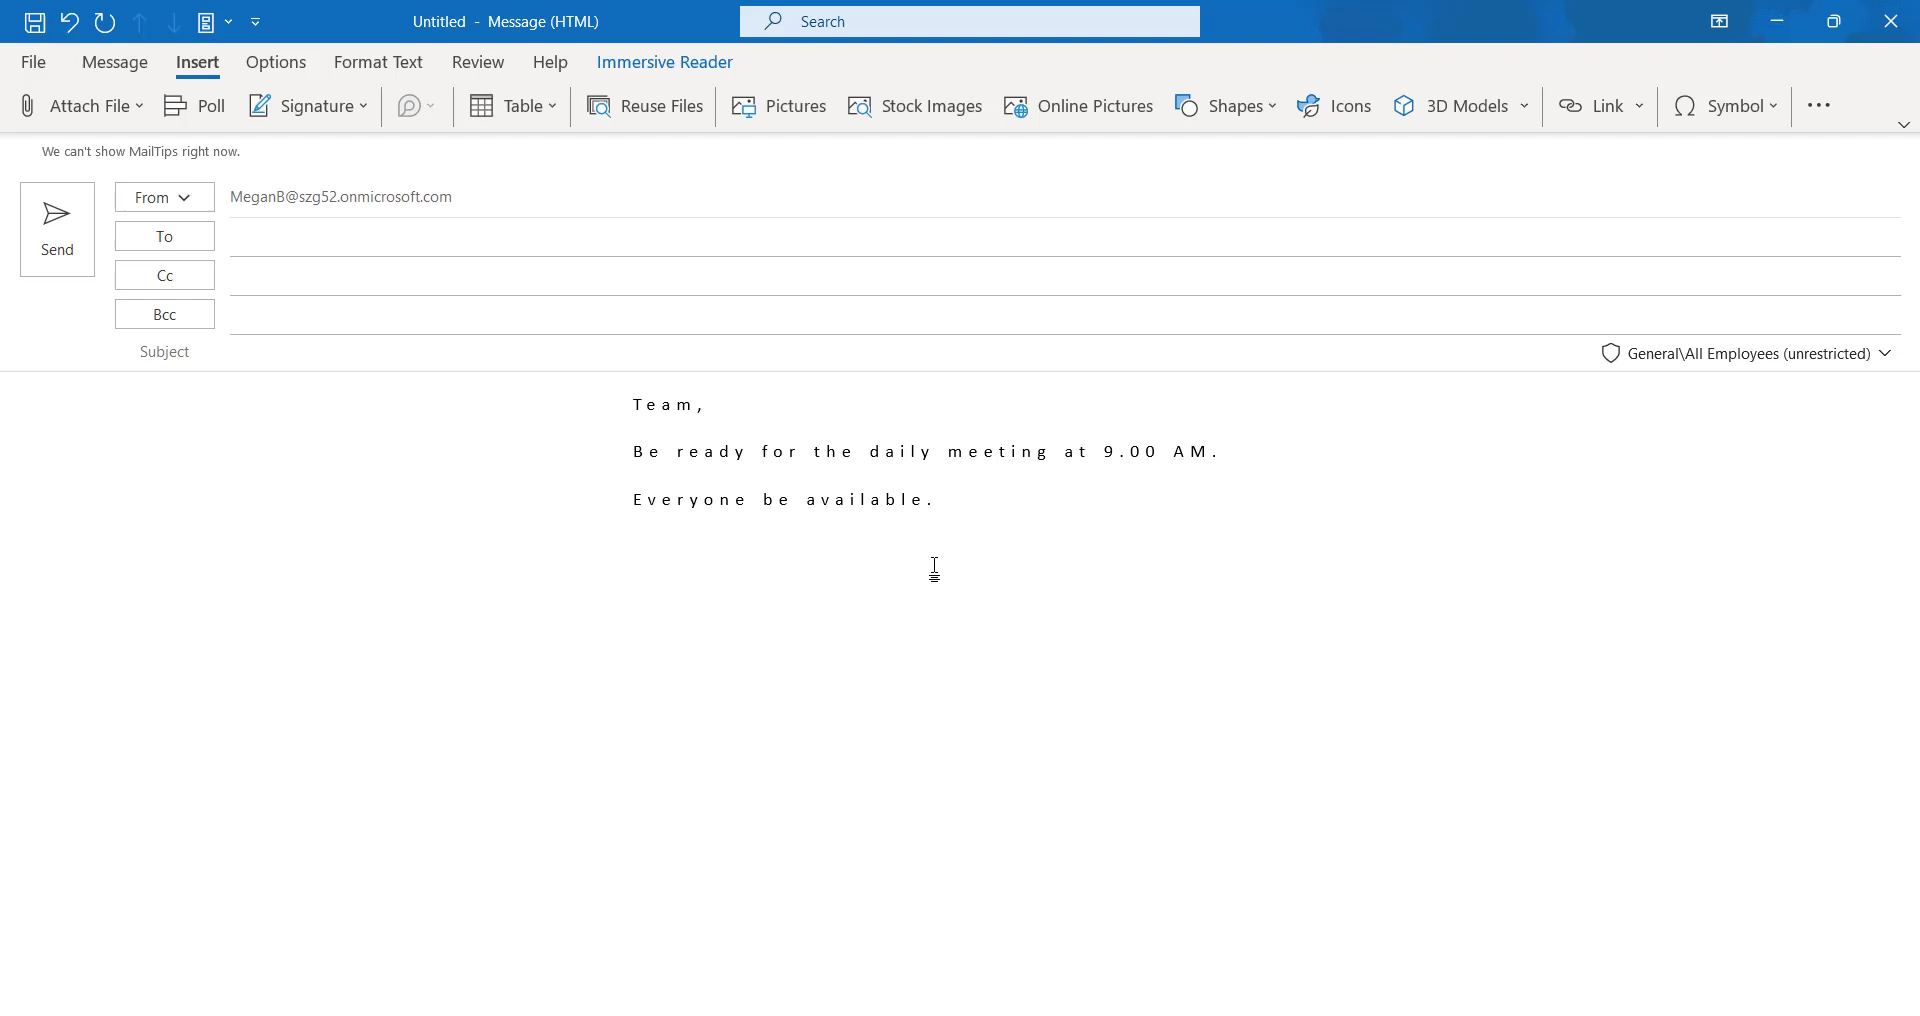 Untitled - Message (HTML)
Search
File Message Insert Options Format Text Review Help Immersive Reader
Attach File Poll Signature Table Reuse Files Pictures Stock Images Online Pictures Shapes Icons 3D Models Link Symbol ...
We can't show MailTips right now.
Send
From MeganB@szg52.onmicrosoft.com
To
Cc
Bcc
Subject
General\All Employees (unrestricted)
Team,
Be ready for the daily meeting at 9.00 AM.
Everyone be available.